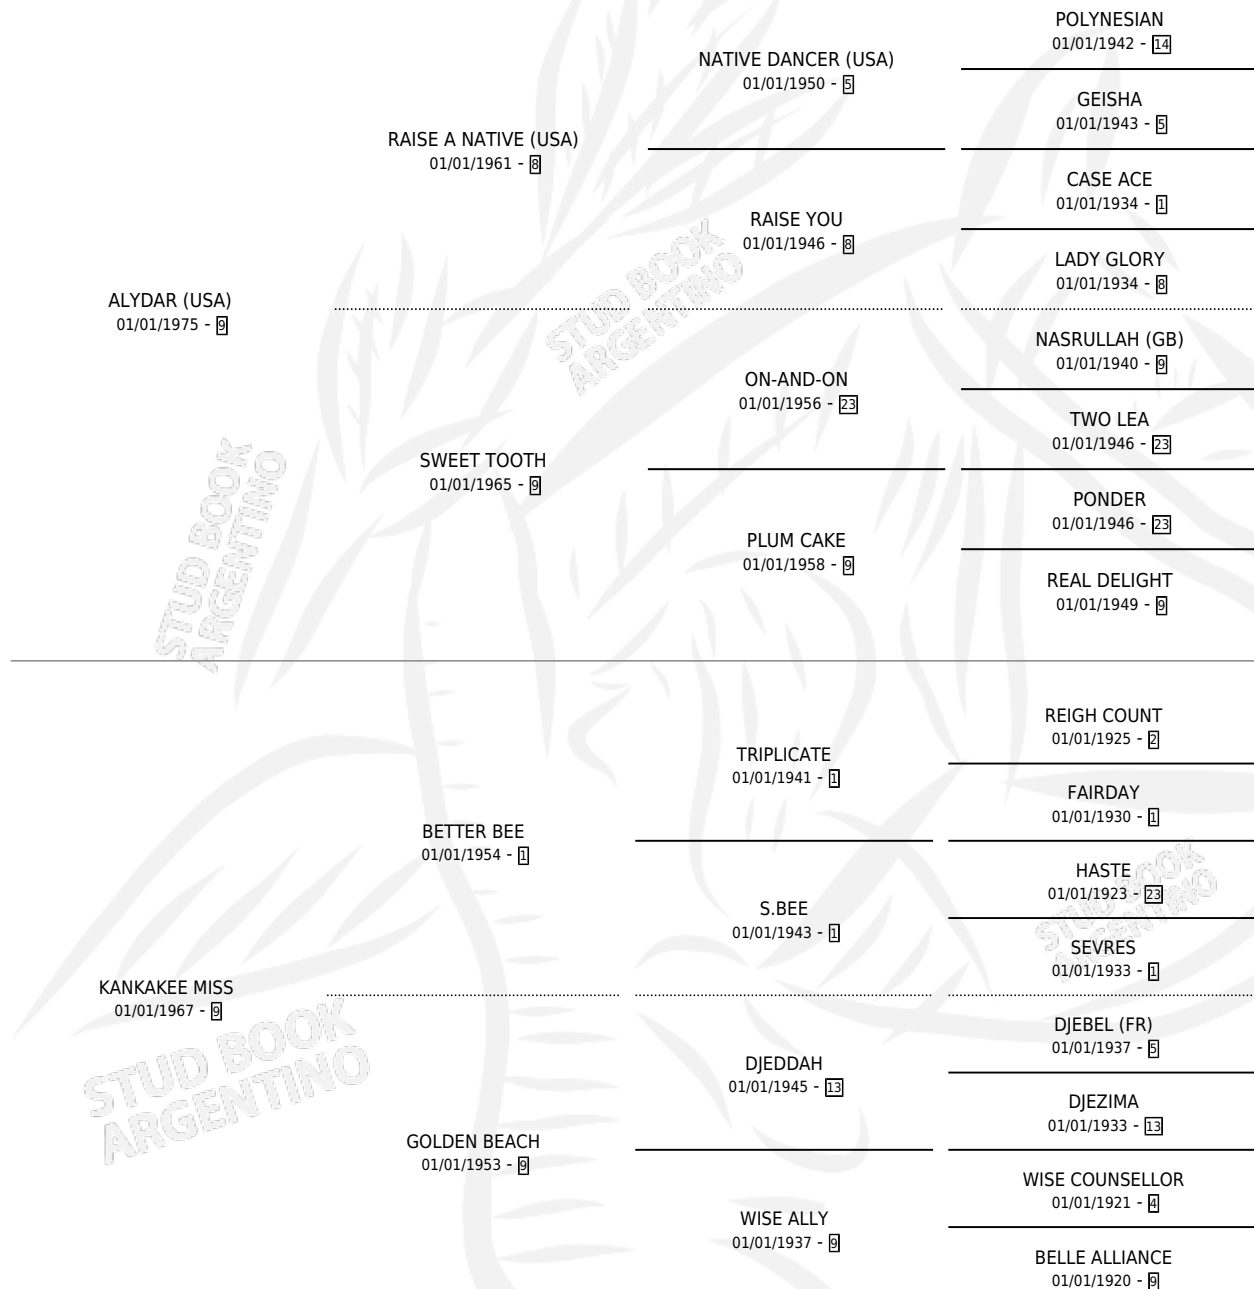 POLYNESIAN
01/01/1942 - 14
NATIVE DANCER (USA)
01/01/1950 - 5
GEISHA
01/01/1943 - 5
RAISE A NATIVE (USA)
01/01/1961 - 8
CASE ACE
01/01/1934 - 1
RAISE YOU
01/01/1946 - 8
LADY GLORY
01/01/1934 - 8
ALYDAR (USA)
01/01/1975 - 9
NASRULLAH (GB)
01/01/1940 - 9
ON-AND-ON
01/01/1956 - 23
TWO LEA
01/01/1946 - 23
SWEET TOOTH
01/01/1965 - 9
PONDER
01/01/1946 - 23
PLUM CAKE
01/01/1958 - 9
REAL DELIGHT
01/01/1949 - 9
REIGH COUNT
01/01/1925 - 2
TRIPLICATE
01/01/1941 - 1
FAIRDAY
01/01/1930 - 1
BETTER BEE
01/01/1954 - 1
HASTE
01/01/1923 - 23
S.BEE
01/01/1943 - 1
SEVRES
01/01/1933 - 1
KANKAKEE MISS
01/01/1967 - 9
DJEBEL (FR)
01/01/1937 - 5
DJEDDAH
01/01/1945 - 13
DJEZIMA
01/01/1933 - 13
GOLDEN BEACH
01/01/1953 - 9
WISE COUNSELLOR
01/01/1921 - 4
WISE ALLY
01/01/1937 - 9
BELLE ALLIANCE
01/01/1920 - 9
STUD BOOK
ARGENTINO
STUD BOOK
ARGENTINO
STUD BOOK
ARGENTINO
STUD BOOK
ARGENTINO